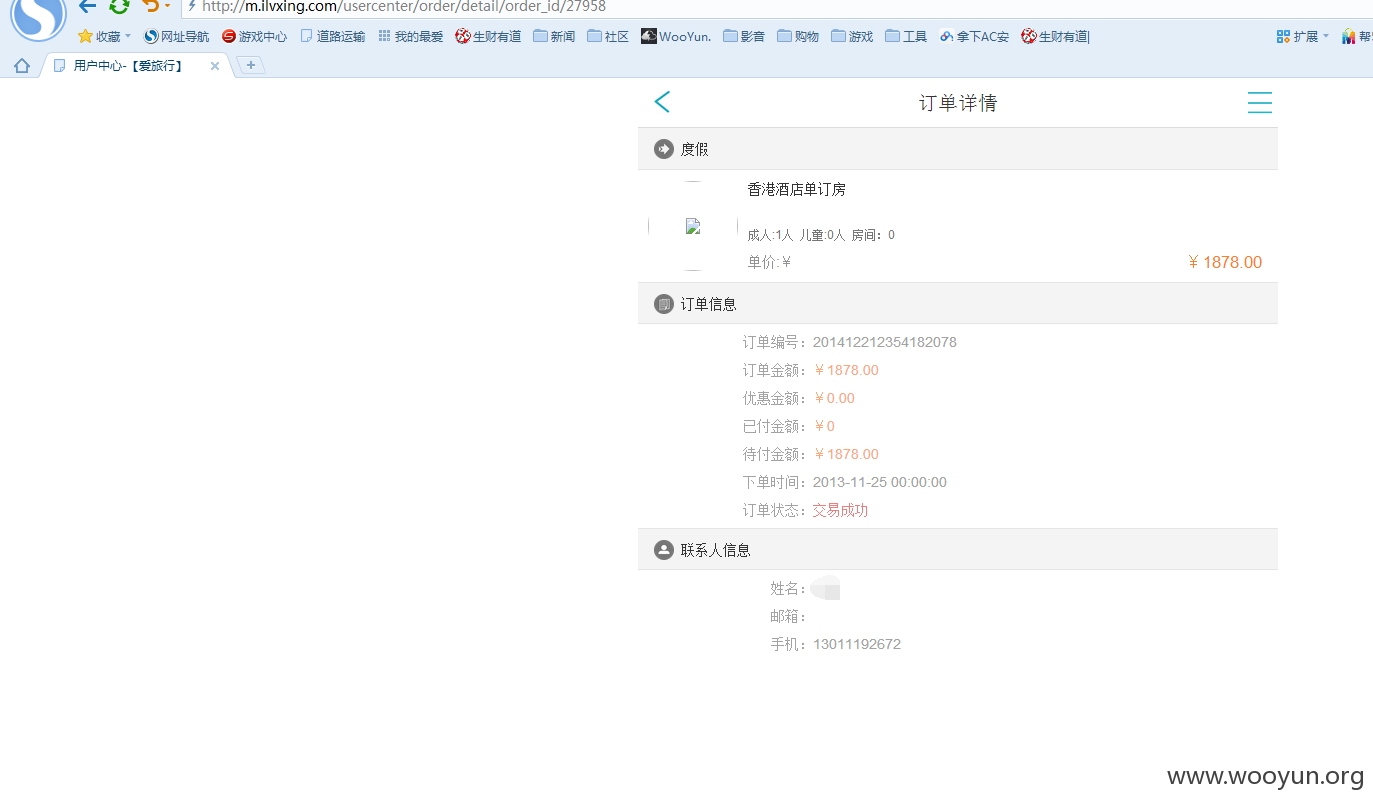 http://m.ilvxing.com/usercenter/order/detail/order_id/27958
收藏 网址导航 游戏中心 道路运输 我的最爱 生财有道 新闻 社区 WooYun. 影音 购物 游戏 工具 拿下AC安 生财有道| 扩展 帮
用户中心-【爱旅行】
订单详情
度假
香港酒店单订房
成人:1人 儿童:0人 房间：0
单价:¥ ¥ 1878.00
订单信息
订单编号：201412212354182078
订单金额：¥ 1878.00
优惠金额：¥ 0.00
已付金额：¥ 0
待付金额：¥ 1878.00
下单时间：2013-11-25 00:00:00
订单状态：交易成功
联系人信息
姓名：
邮箱：
手机：13011192672
www.wooyun.org